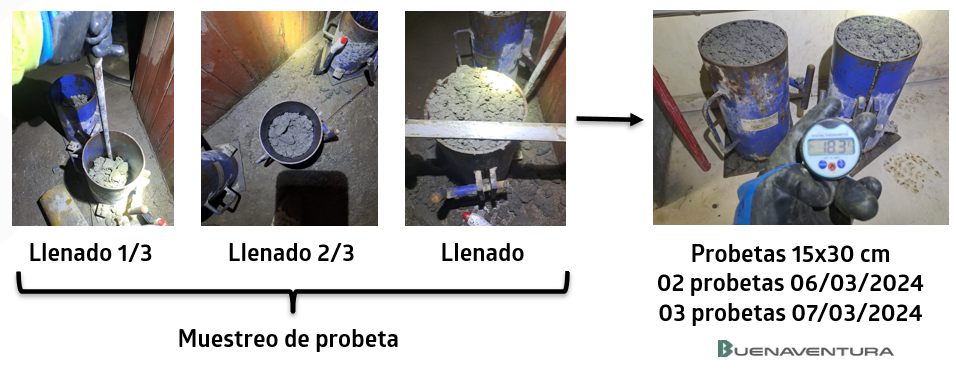 18.3
Llenado 1/3
Llenado 2/3
Llenado
Muestreo de probeta
Probetas 15x30 cm
02 probetas 06/03/2024
03 probetas 07/03/2024
BUENAVENTURA